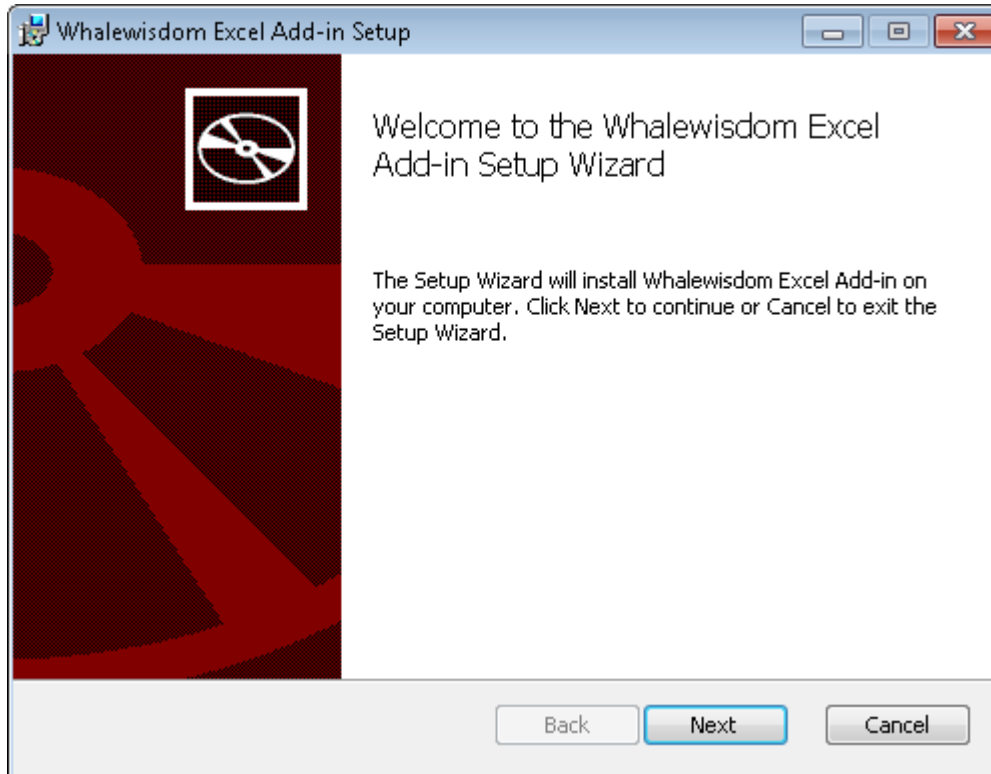 Whalewisdom Excel Add-in Setup
Welcome to the Whalewisdom Excel
Add-in Setup Wizard
The Setup Wizard will install Whalewisdom Excel Add-in on
your computer. Click Next to continue or Cancel to exit the
Setup Wizard.
Back Next Cancel